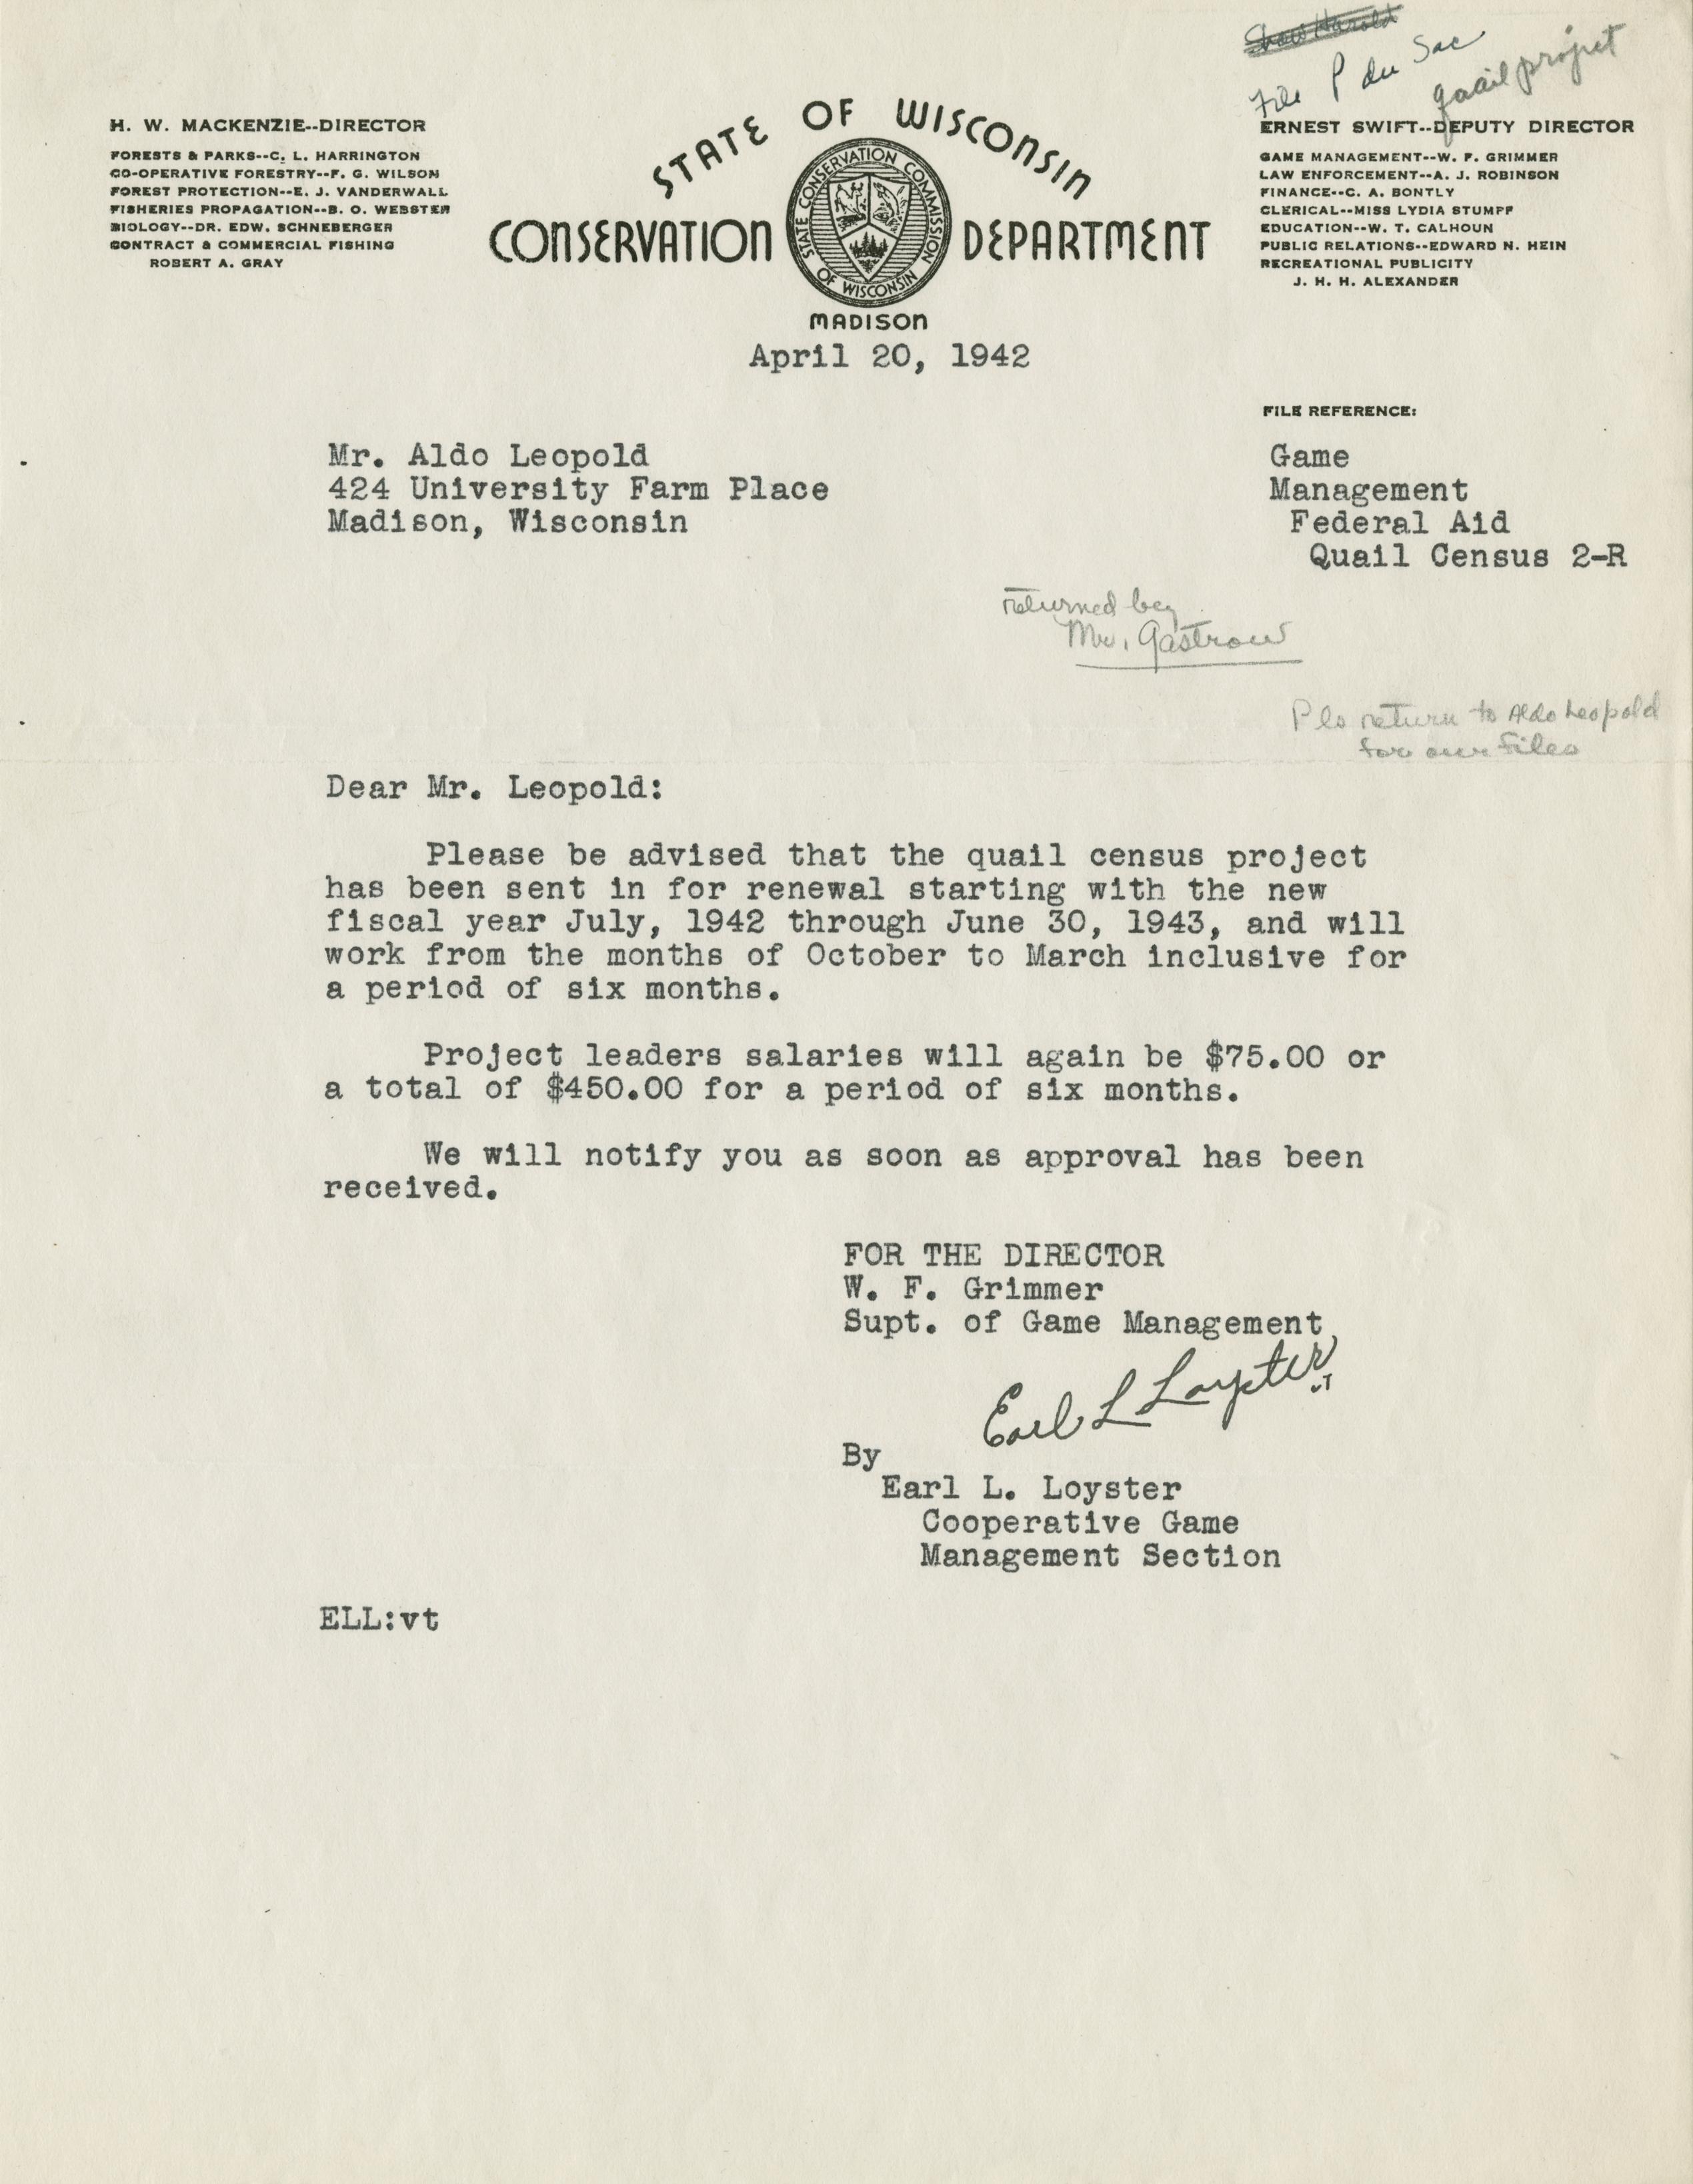 Show Harold
File P du Sac
quail project
H. W. MACKENZIE--DIRECTOR
FORESTS & PARKS--C. L. HARRINGTON
CO-OPERATIVE FORESTRY--F. G. WILSON
FOREST PROTECTION--E. J. VANDERWALL
FISHERIES PROPAGATION--B. O. WEBSTER
BIOLOGY--DR. EDW. SCHNEBERGER
CONTRACT & COMMERCIAL FISHING
ROBERT A. GRAY
STATE OF WISCONSIN
CONSERVATION DEPARTMENT
STATE CONSERVATION COMMISSION
OF WISCONSIN
MADISON
ERNEST SWIFT--DEPUTY DIRECTOR
GAME MANAGEMENT--W. F. GRIMMER
LAW ENFORCEMENT--A. J. ROBINSON
FINANCE--C. A. BONTLY
CLERICAL--MISS LYDIA STUMPF
EDUCATION--W. T. CALHOUN
PUBLIC RELATIONS--EDWARD N. HEIN
RECREATIONAL PUBLICITY
J. H. H. ALEXANDER
April 20, 1942
FILE REFERENCE:
Mr. Aldo Leopold
424 University Farm Place
Madison, Wisconsin
Game
Management
Federal Aid
Quail Census 2-R
returned by
Mr. Gastrow
Pls return to Aldo Leopold
for our files
Dear Mr. Leopold:
Please be advised that the quail census project
has been sent in for renewal starting with the new
fiscal year July, 1942 through June 30, 1943, and will
work from the months of October to March inclusive for
a period of six months.
Project leaders salaries will again be $75.00 or
a total of $450.00 for a period of six months.
We will notify you as soon as approval has been
received.
FOR THE DIRECTOR
W. F. Grimmer
Supt. of Game Management
Earl L Loyster
vT
By
Earl L. Loyster
Cooperative Game
Management Section
ELL:vt